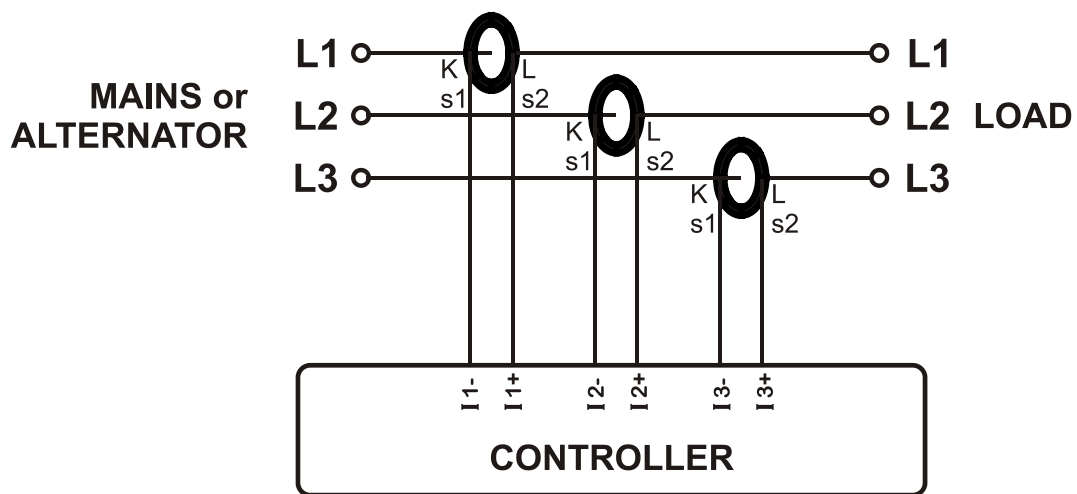 L1
K
L
L1
s1
s2
MAINS or
ALTERNATOR
L2
K
L
L2 LOAD
s1
s2
L3
K
L
L3
s1
s2
I1-
I1+
I2-
I2+
I3-
I3+
CONTROLLER